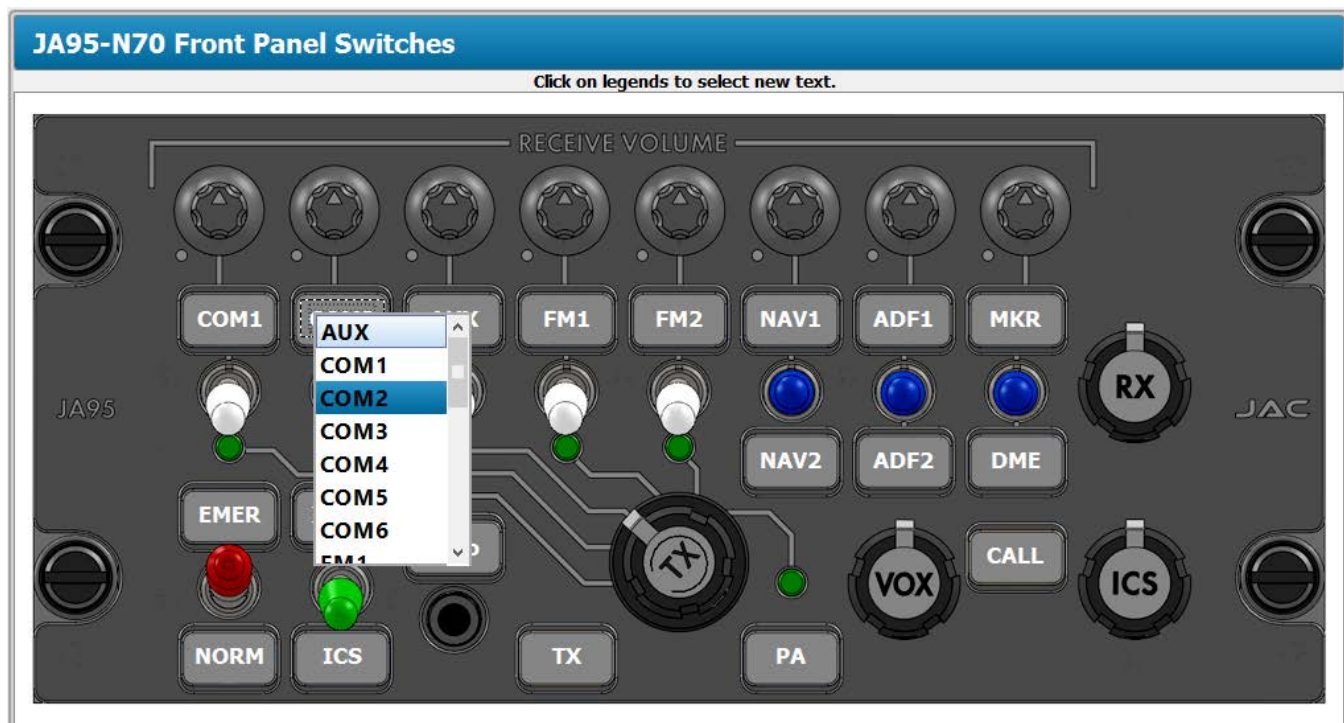 JA95-N70 Front Panel Switches
Click on legends to select new text.
RECEIVE VOLUME
COM1
FM1 FM2 NAV1 ADF1 MKR
AUX
COM1
COM2
COM3
COM4
COM5
COM6
FM1
JA95
RX
JAC
NAV2 ADF2 DME
EMER
TX
VOX
CALL
ICS
NORM ICS TX PA